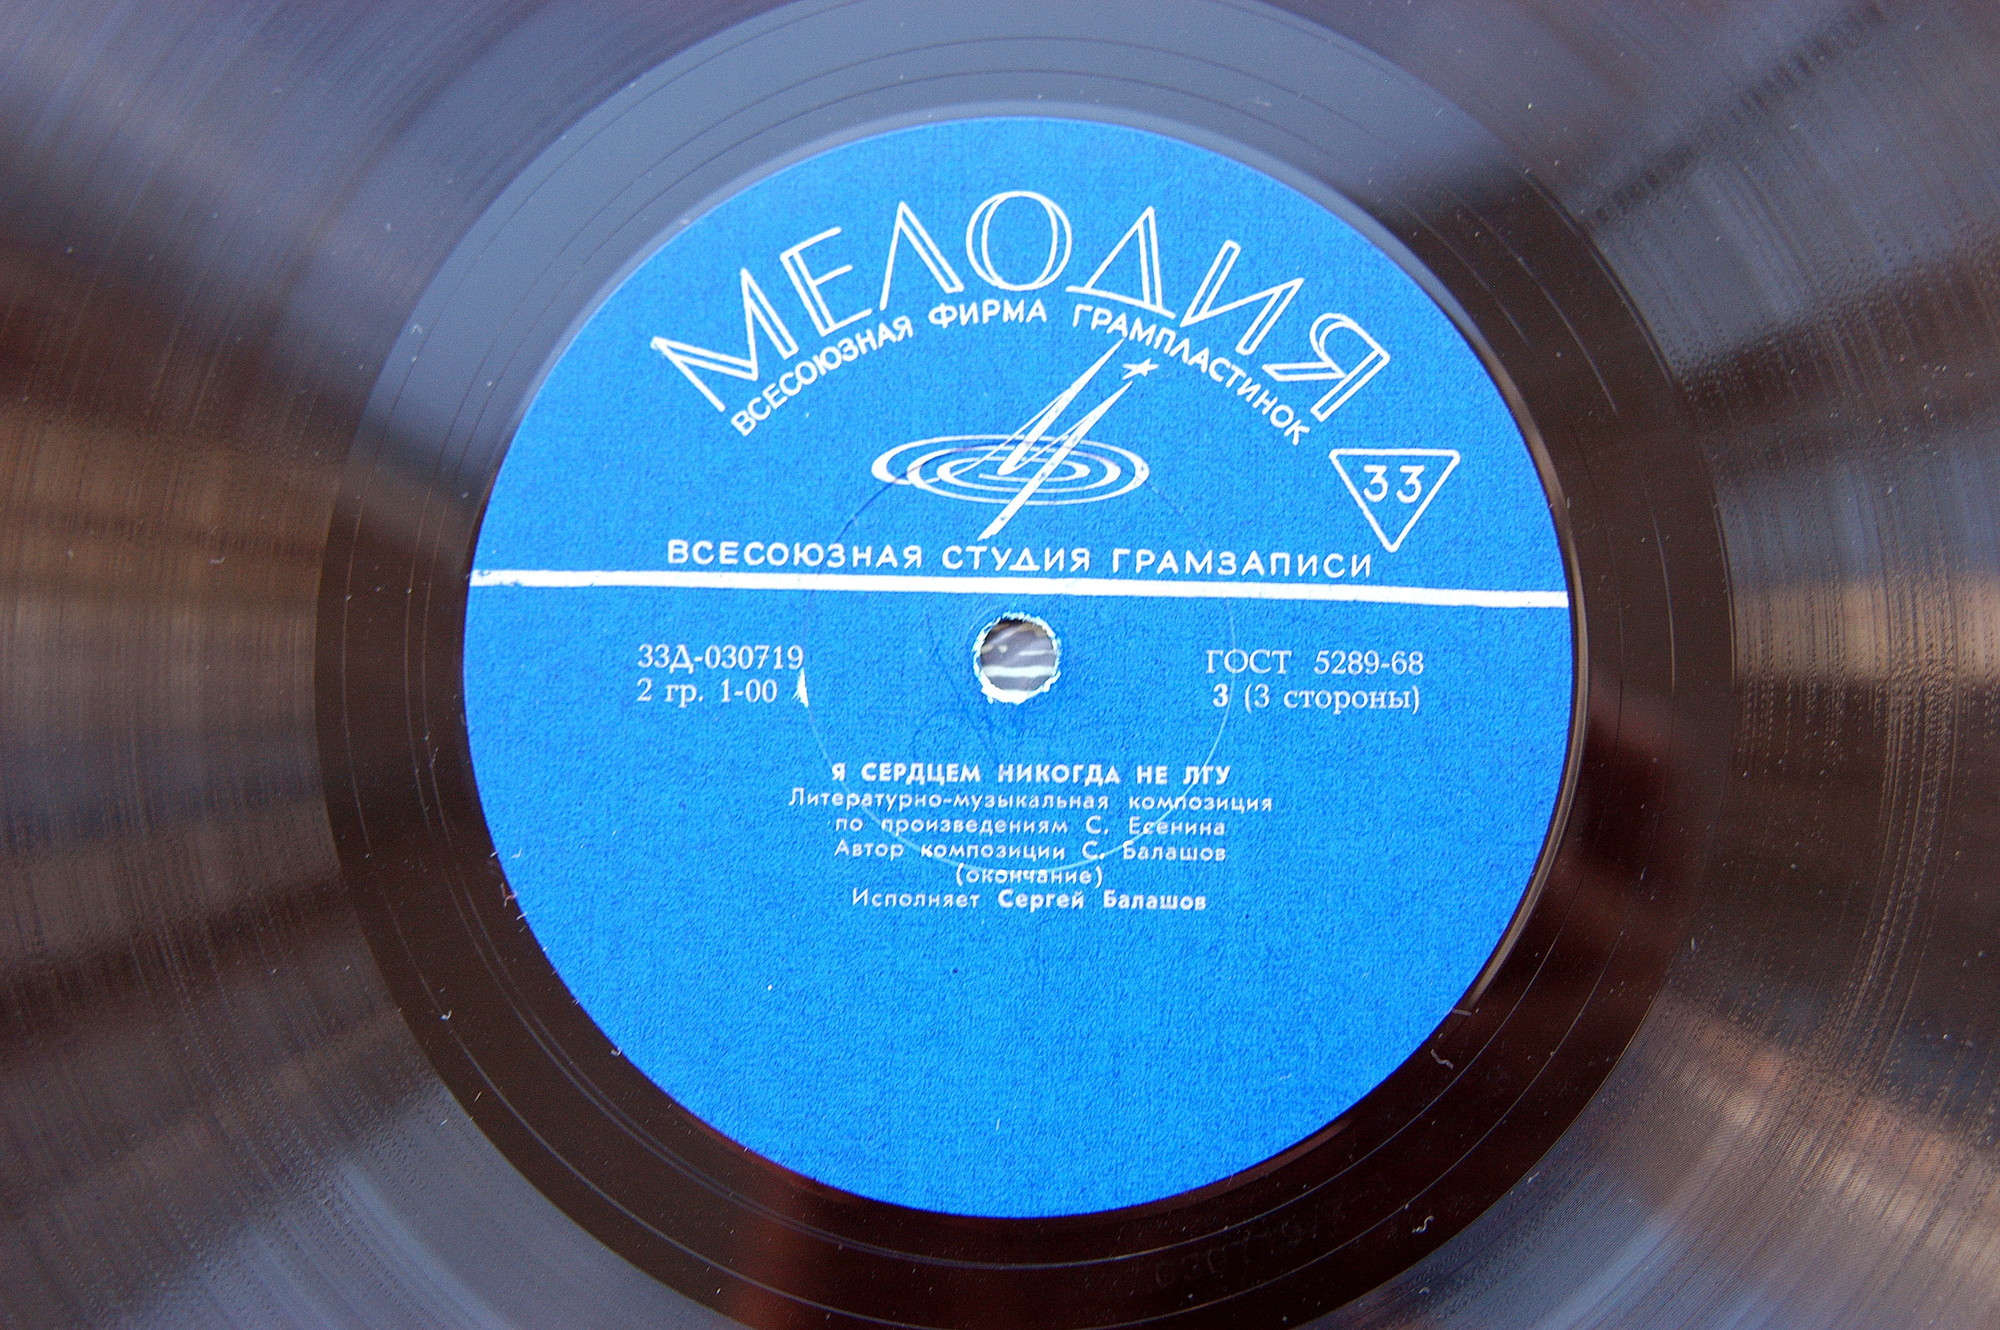 МЕЛОДИЯ
ВСЕСОЮЗНАЯ ФИРМА ГРАМПЛАСТИНОК
33
ВСЕСОЮЗНАЯ СТУДИЯ ГРАМЗАПИСИ
33Д-030719
2 гр. 1-00
ГОСТ 5289-68
3 (3 стороны)
Я СЕРДЦЕМ НИКОГДА НЕ ЛГУ
Литературно-музыкальная композиция
по произведениям С. Есенина
Автор композиции С. Балашов
(окончание)
Исполняет Сергей Балашов